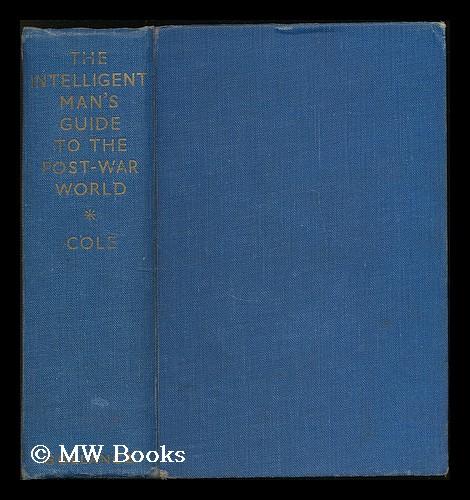 THE
INTELLIGENT
MAN'S
GUIDE
TO THE
POST-WAR
WORLD
*
COLE
© MW Books